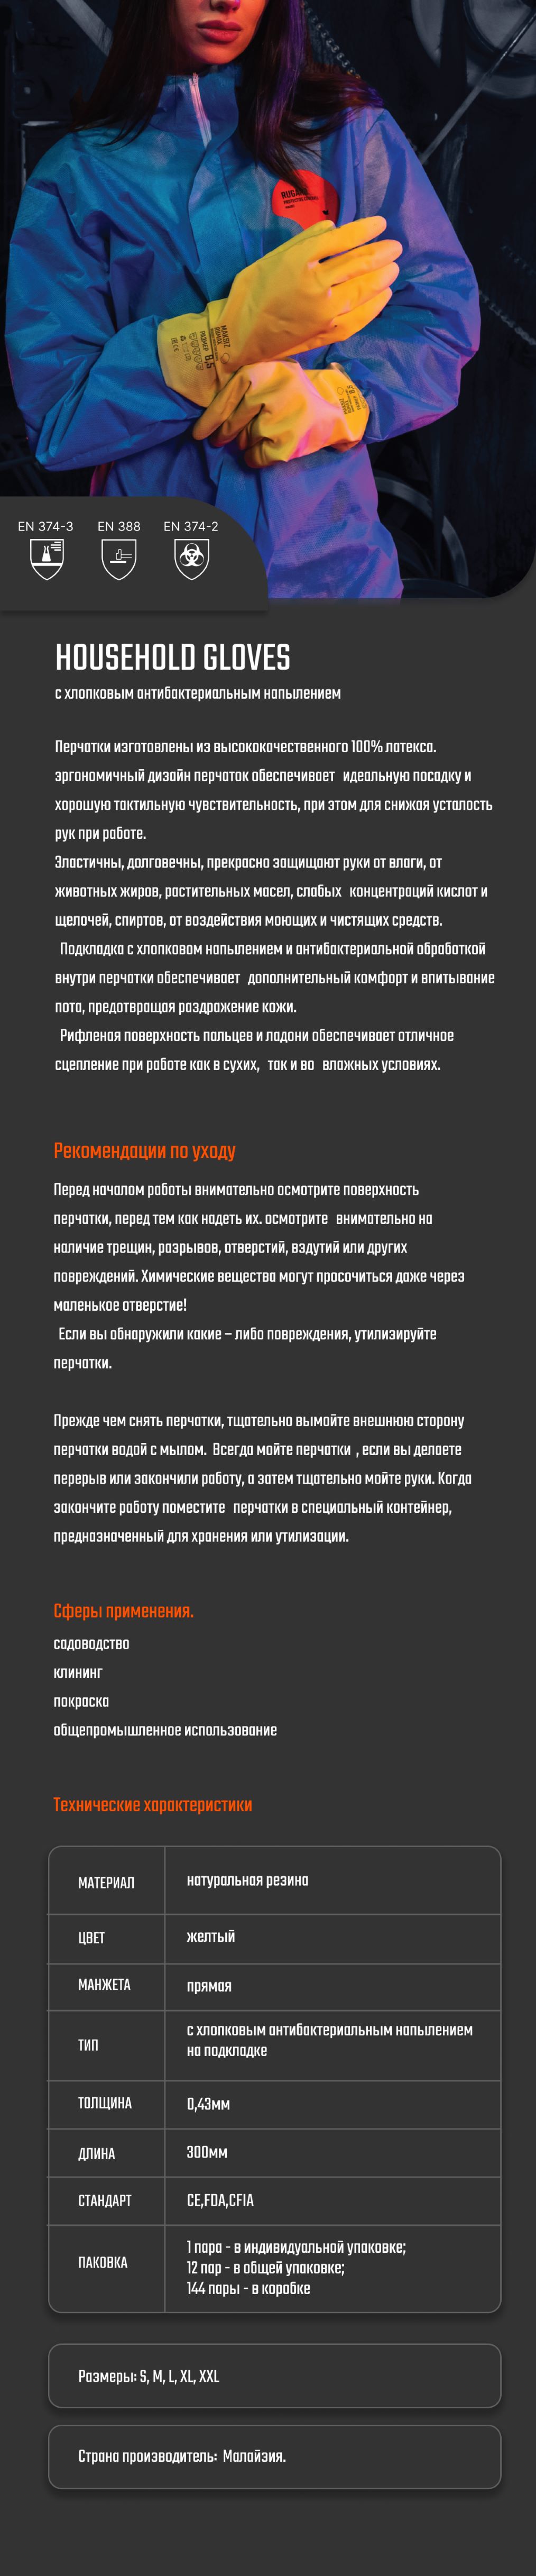 RUGA
MAKBIZ
РАЗМЕР
8,5
EN 374-3
EN 388
EN 374-2
HOUSEHOLD GLOVES
с хлопковым антибактериальным напылением
Перчатки изготовлены из высококачественного 100% латекса.
эргономичный дизайн перчаток обеспечивает идеальную посадку и
хорошую тактильную чувствительность, при этом для снижая усталость
рук при работе.
Эластичны, долговечны, прекрасно защищают руки от влаги, от
животных жиров, растительных масел, слабых концентраций кислот и
щелочей, спиртов, от воздействия моющих и чистящих средств.
Подкладка с хлопковом напылением и антибактериальной обработкой
внутри перчатки обеспечивает дополнительный комфорт и впитывание
пота, предотвращая раздражение кожи.
Рифленая поверхность пальцев и ладони обеспечивает отличное
сцепление при работе как в сухих, так и во влажных условиях.
Рекомендации по уходу
Перед началом работы внимательно осмотрите поверхность
перчатки, перед тем как надеть их. осмотрите внимательно на
наличие трещин, разрывов, отверстий, вздутий или других
повреждений. Химические вещества могут просочиться даже через
маленькое отверстие!
Если вы обнаружили какие – либо повреждения, утилизируйте
перчатки.
Прежде чем снять перчатки, тщательно вымойте внешнюю сторону
перчатки водой с мылом. Всегда мойте перчатки , если вы делаете
перерыв или закончили работу, а затем тщательно мойте руки. Когда
закончите работу поместите перчатки в специальный контейнер,
предназначенный для хранения или утилизации.
Сферы применения.
садоводство
клининг
покраска
общепромышленное использование
Технические характеристики
МАТЕРИАЛ
натуральная резина
ЦВЕТ
желтый
МАНЖЕТА
прямая
ТИП
с хлопковым антибактериальным напылением
на подкладке
ТОЛЩИНА
0,43мм
ДЛИНА
300мм
СТАНДАРТ
CE,FDA,CFIA
ПАКОВКА
1 пара - в индивидуальной упаковке;
12 пар - в общей упаковке;
144 пары - в коробке
Размеры: S, M, L, XL, XXL
Страна производитель: Малайзия.